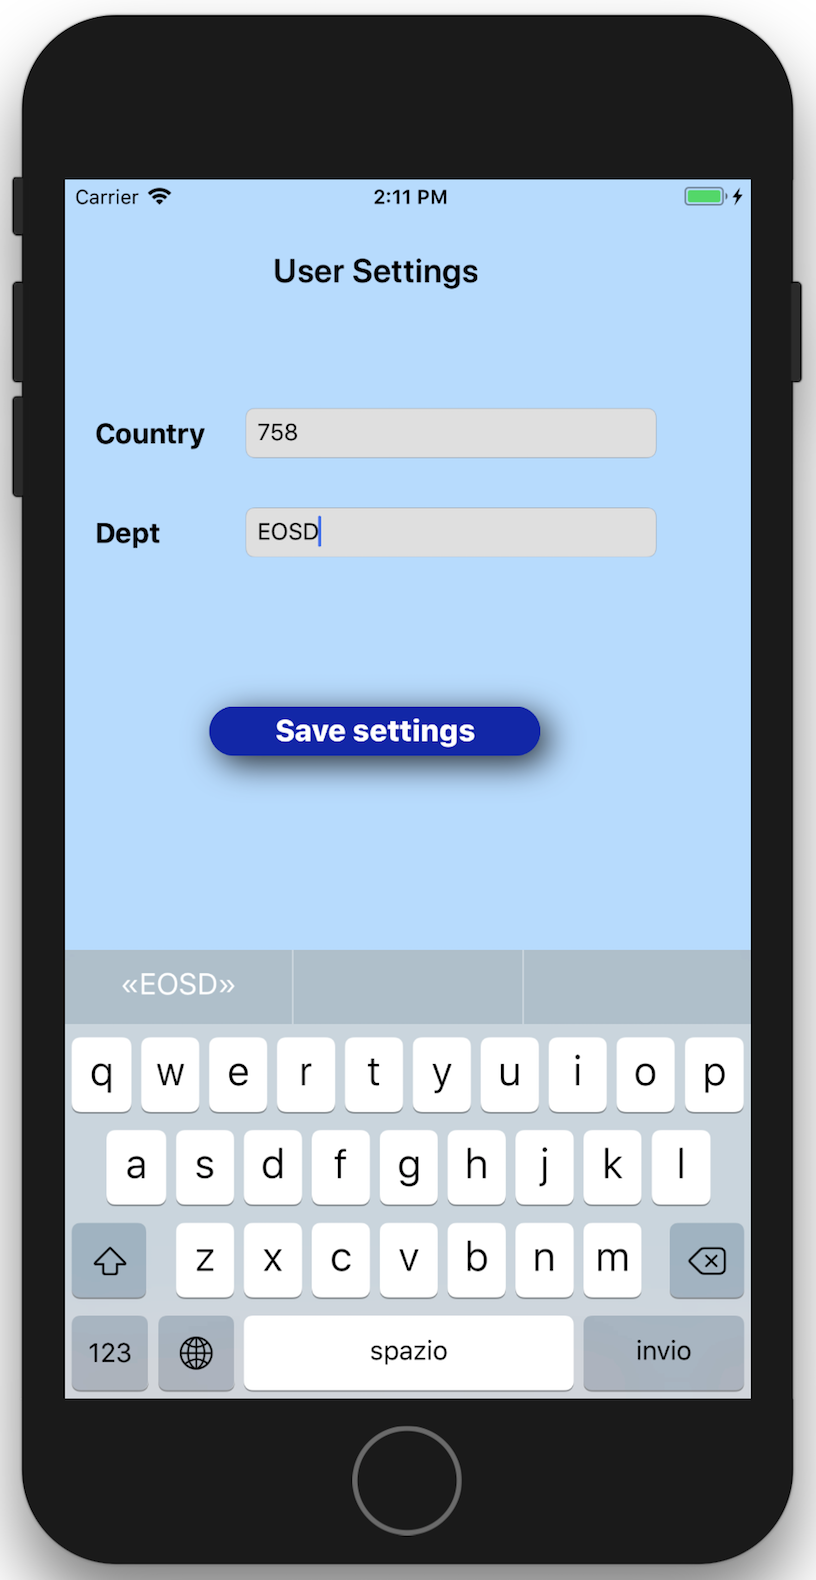 Carrier 2:11 PM
User Settings
Country 758
Dept EOSD
Save settings
«EOSD»
q w e r t y u i o p
a s d f g h j k l
z x c v b n m
123 spazio invio